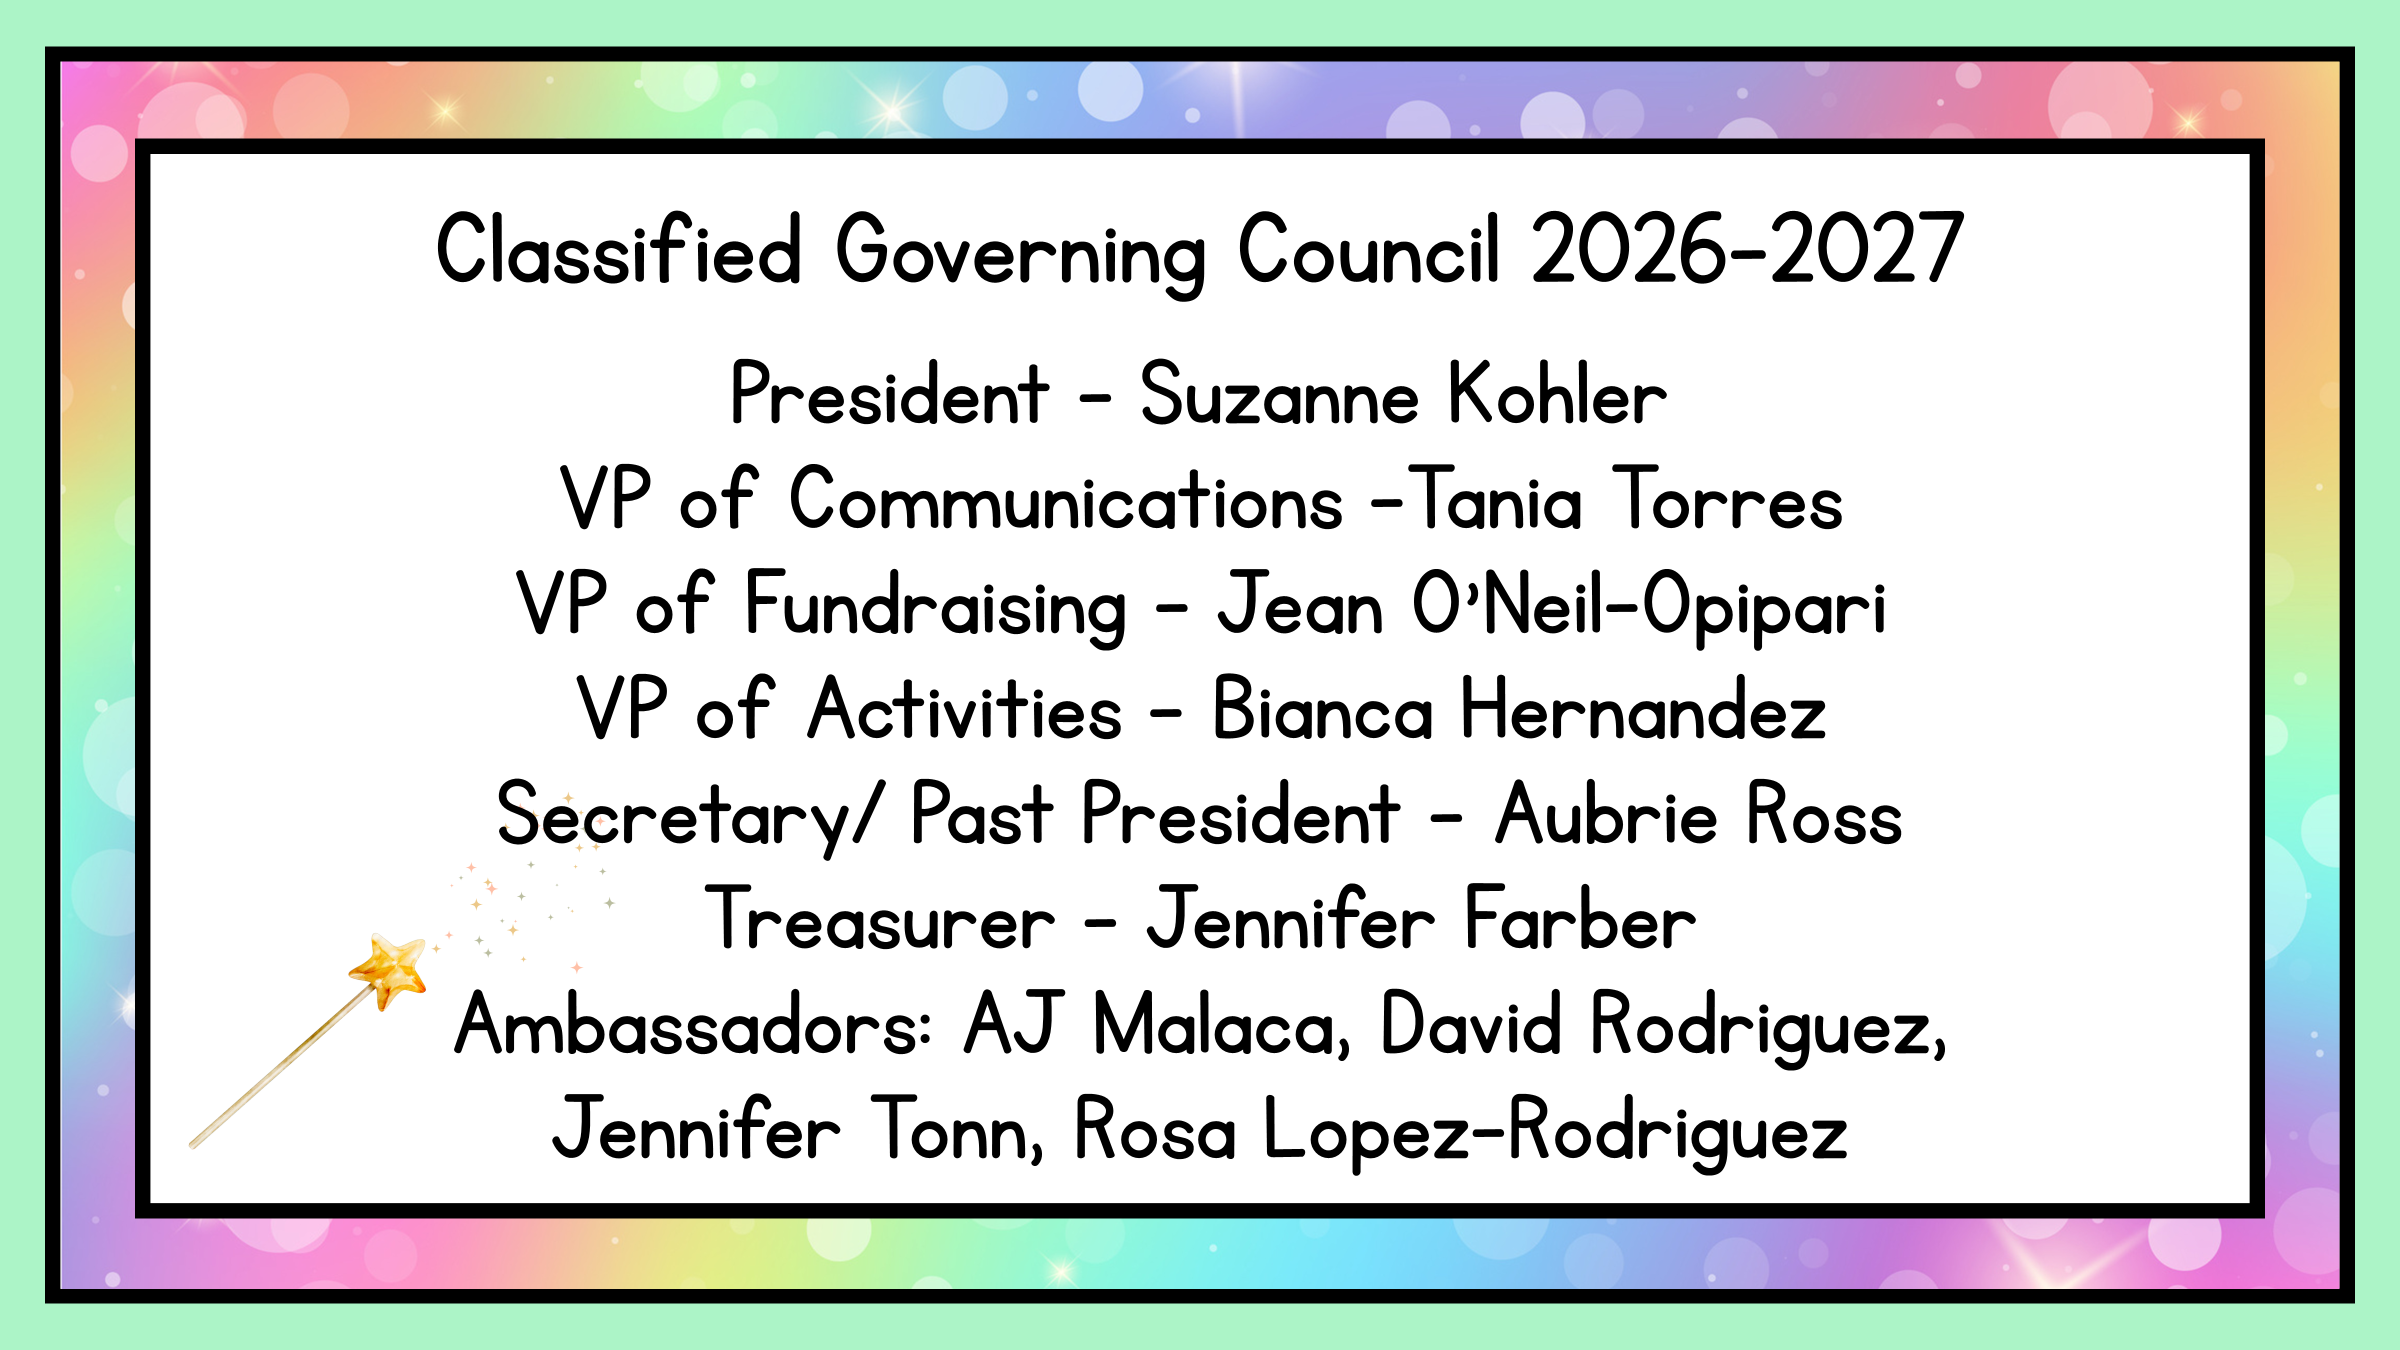 Classified Governing Council 2026-2027
President - Suzanne Kohler
VP of Communications -Tania Torres
VP of Fundraising - Jean O'Neil-Opipari
VP of Activities - Bianca Hernandez
Secretary/ Past President - Aubrie Ross
Treasurer - Jennifer Farber
Ambassadors: AJ Malaca, David Rodriguez,
Jennifer Tonn, Rosa Lopez-Rodriguez